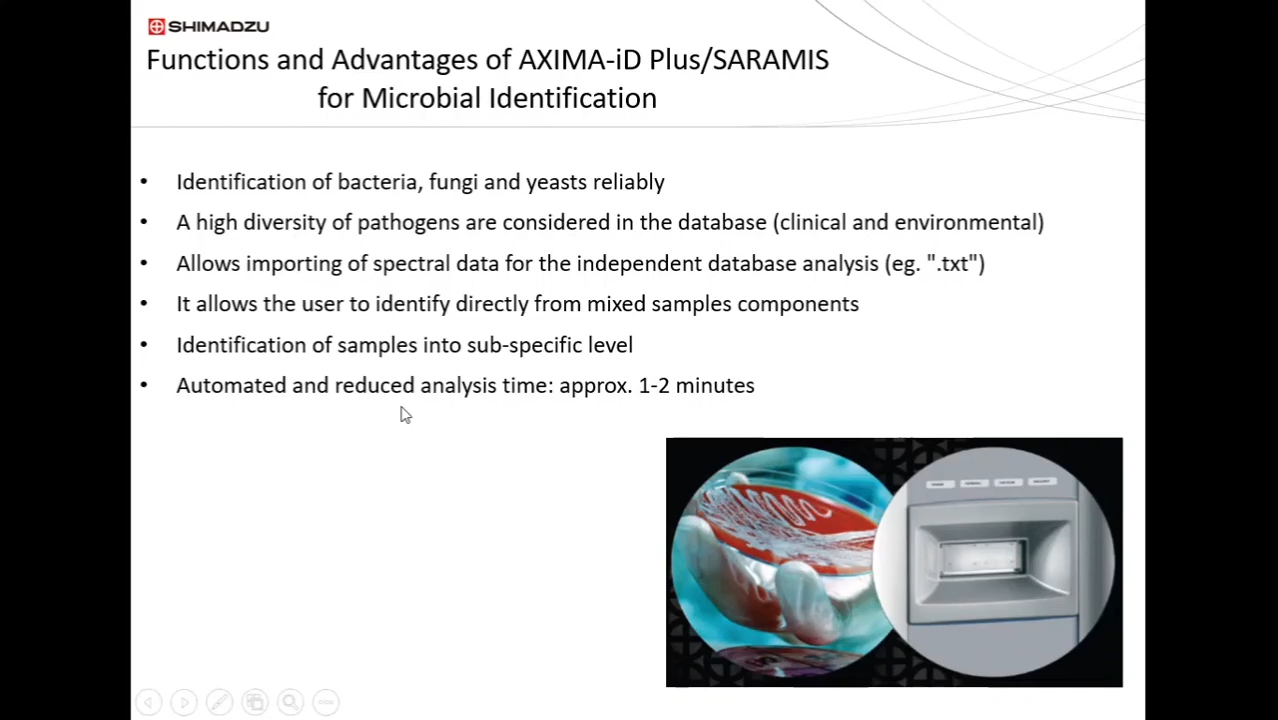 SHIMADZU
Functions and Advantages of AXIMA-iD Plus/SARAMIS
for Microbial Identification
• Identification of bacteria, fungi and yeasts reliably
• A high diversity of pathogens are considered in the database (clinical and environmental)
• Allows importing of spectral data for the independent database analysis (eg. ".txt")
• It allows the user to identify directly from mixed samples components
• Identification of samples into sub-specific level
• Automated and reduced analysis time: approx. 1-2 minutes